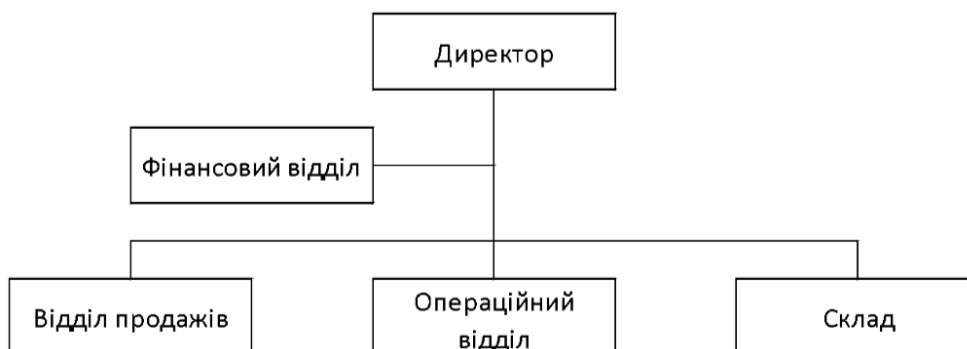 Директор
Фінансовий відділ
Відділ продажів
Операційний
відділ
Склад